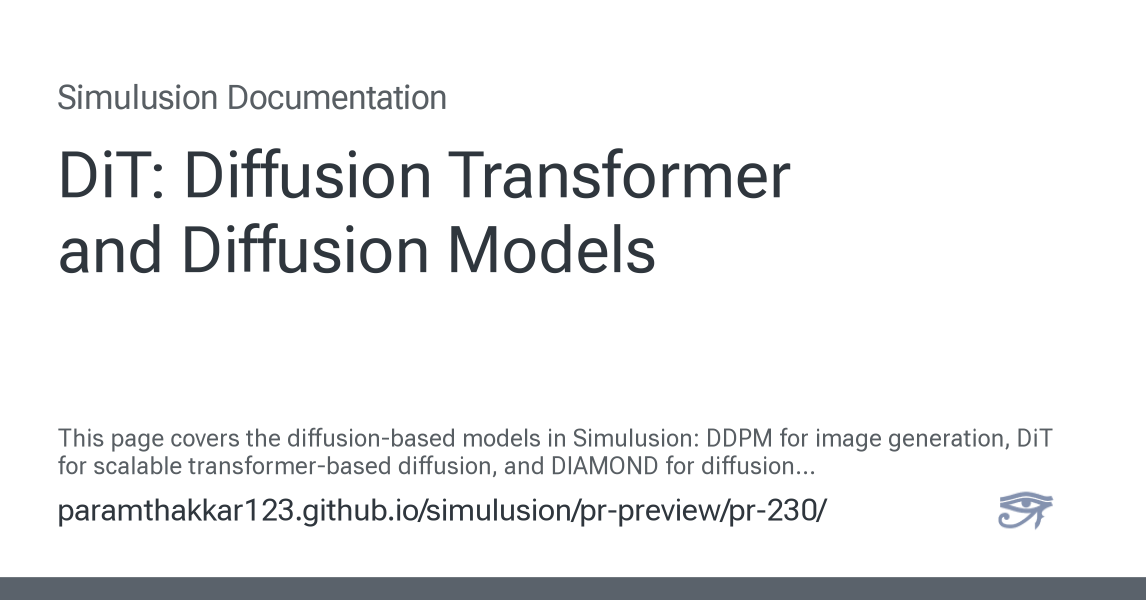 Simulusion Documentation
DiT: Diffusion Transformer
and Diffusion Models
This page covers the diffusion-based models in Simulusion: DDPM for image generation, DiT
for scalable transformer-based diffusion, and DIAMOND for diffusion...
paramthakkar123.github.io/simulusion/pr-preview/pr-230/